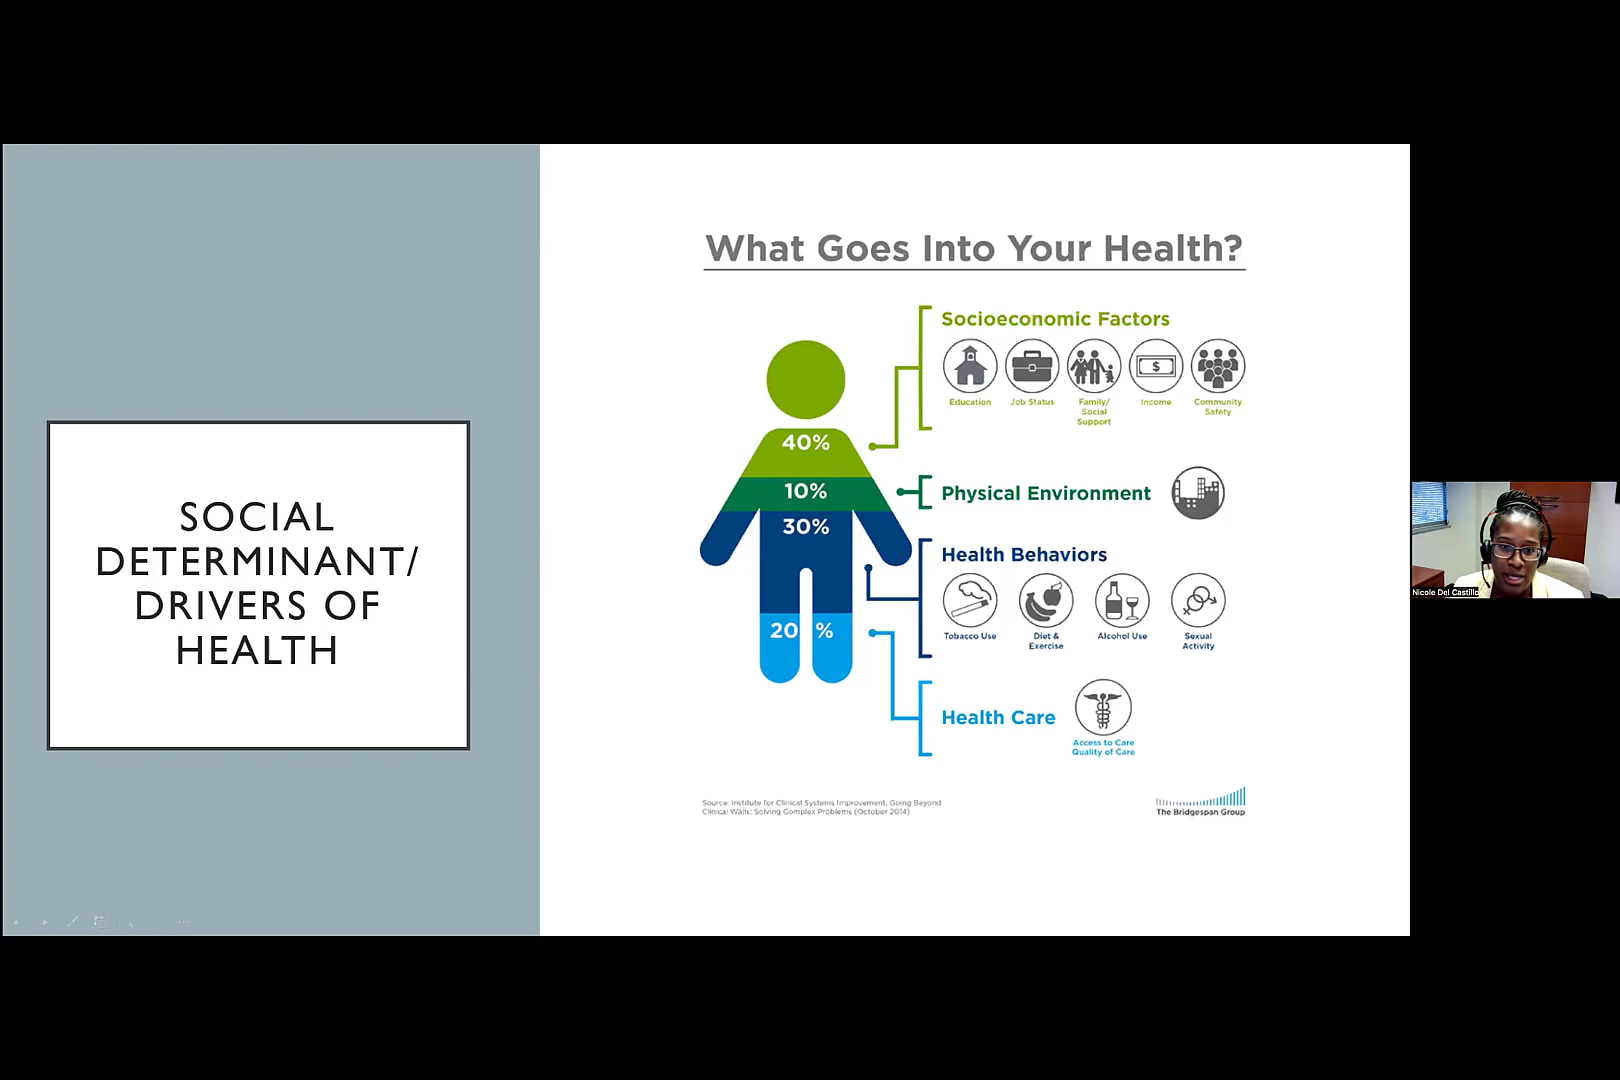 SOCIAL
DETERMINANT/
DRIVERS OF
HEALTH
What Goes Into Your Health?
40%
10%
30%
20 %
Socioeconomic Factors
Education
Job Status
Family/
Social
Support
Income
$
Community
Safety
Physical Environment
Health Behaviors
Tobacco Use
Diet &
Exercise
Alcohol Use
Sexual
Activity
Health Care
Access to Care
Quality of Care
Source: Institute for Clinical Systems Improvement, Going Beyond
Clinical Walls: Solving Complex Problems (October 2014)
The Bridgespan Group
Nicole Del Castillo